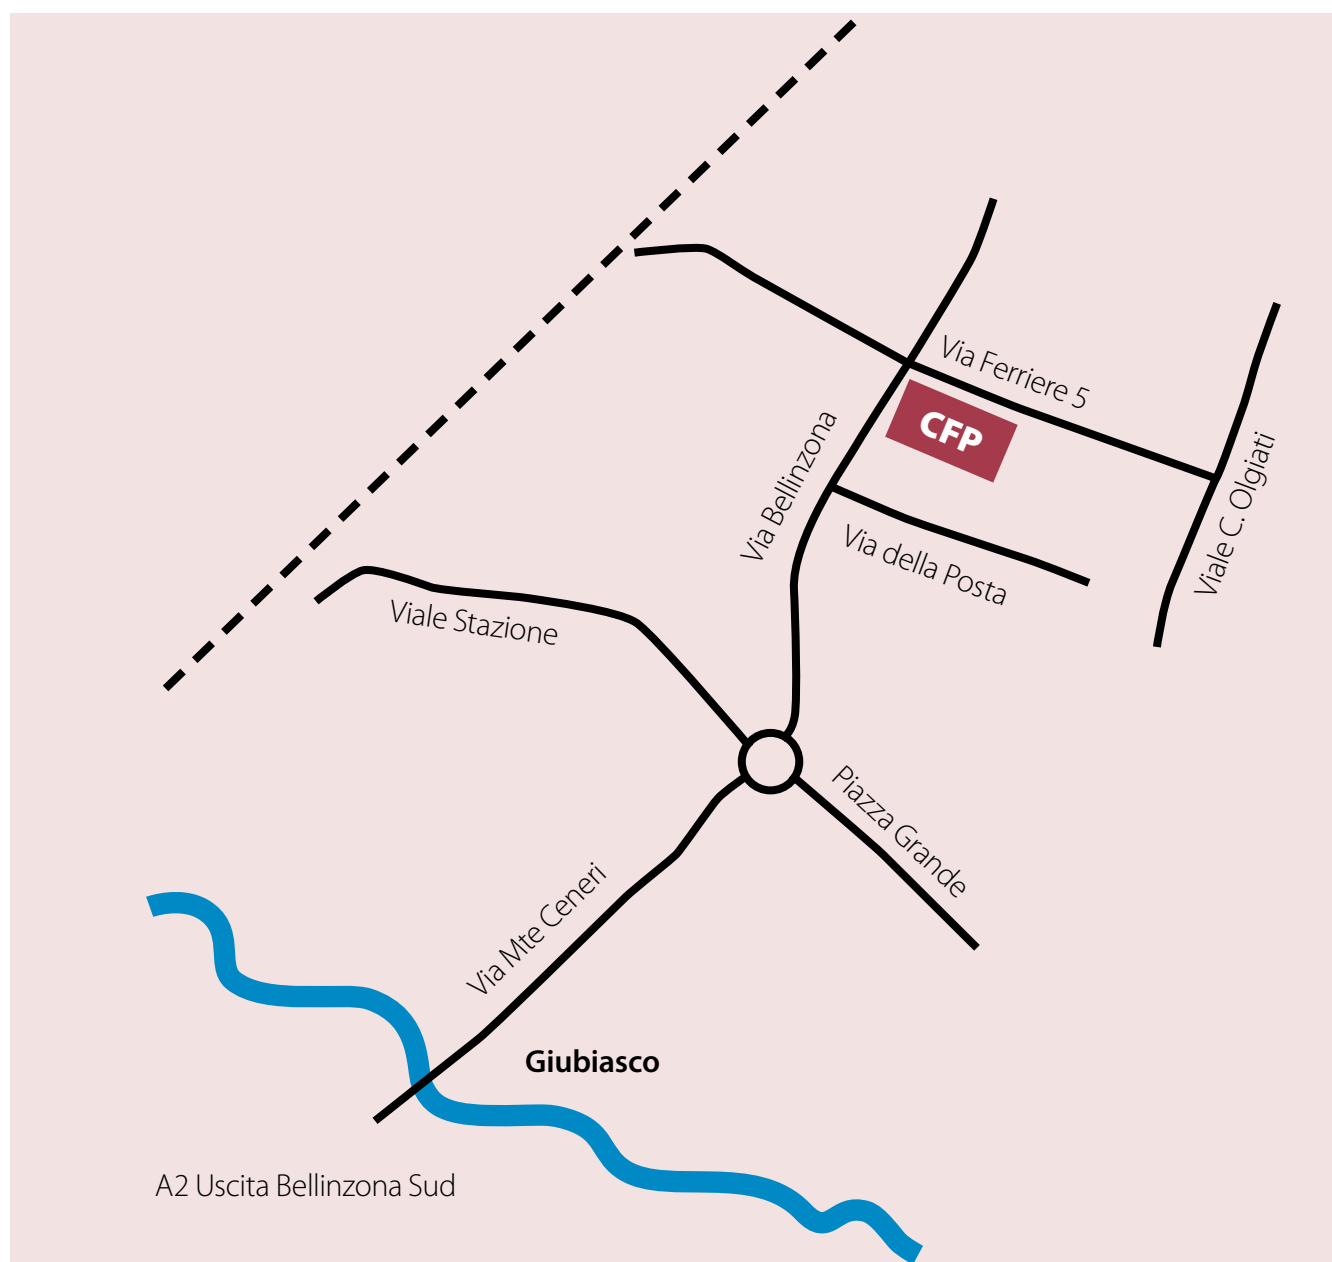 Via Ferriere 5
CFP
Via Bellinzona
Viale C. Olgiati
Via della Posta
Viale Stazione
Piazza Grande
Via Mte Ceneri
Giubiasco
A2 Uscita Bellinzona Sud